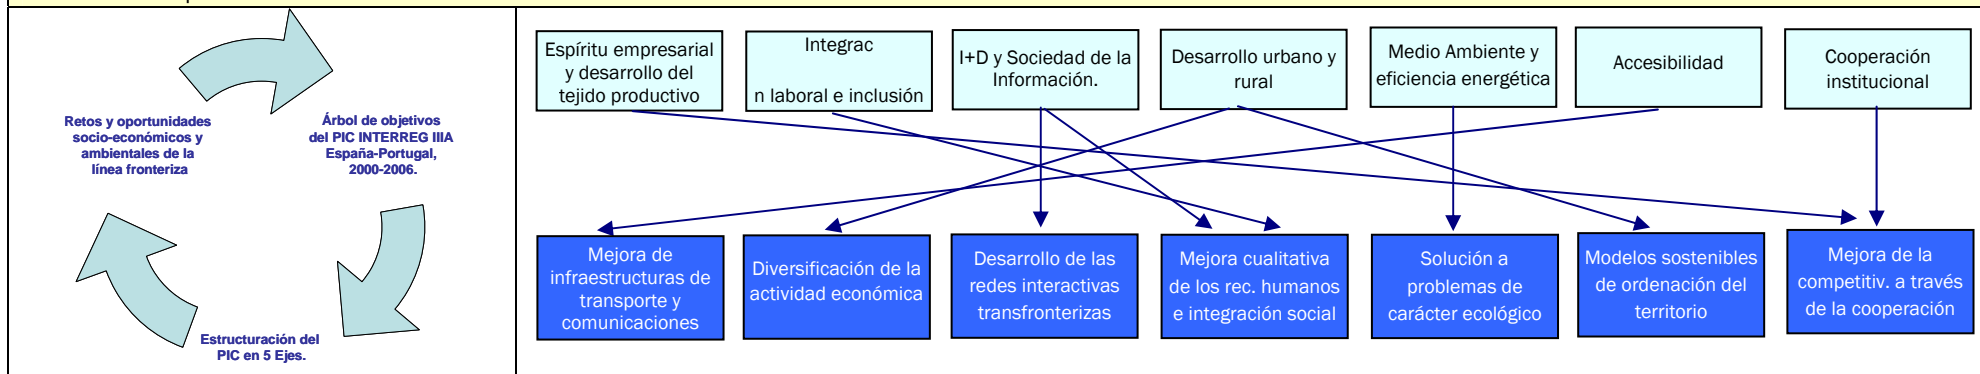 Retos y oportunidades
socio-económicos y
ambientales de la
línea fronteriza
Árbol de objetivos
del PIC INTERREG IIIA
España-Portugal,
2000-2006.
Estructuración del
PIC en 5 Ejes.
Espíritu empresarial
y desarrollo del
tejido productivo
Integrac
n laboral e inclusión
I+D y Sociedad de la
Información.
Desarrollo urbano y
rural
Medio Ambiente y
eficiencia energética
Accesibilidad
Cooperación
institucional
Mejora de
infraestructuras de
transporte y
comunicaciones
Diversificación de la
actividad económica
Desarrollo de las
redes interactivas
transfronterizas
Mejora cualitativa
de los rec. humanos
e integración social
Solución a
problemas de
carácter ecológico
Modelos sostenibles
de ordenación del
territorio
Mejora de la
competitiv. a través
de la cooperación